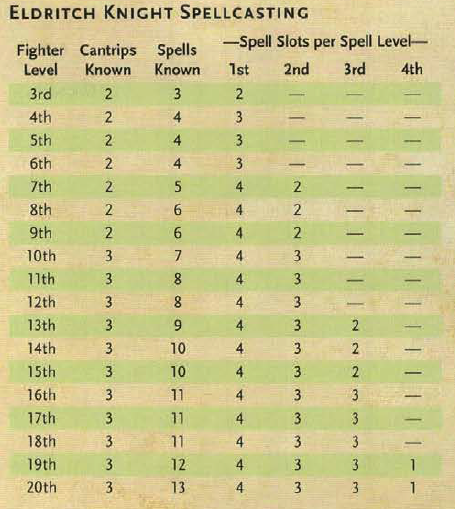 ELDRITCH KNIGHT SPELLCASTING
—Spell Slots per Spell Level—
Fighter Cantrips Spells
Level Known Known 1st 2nd 3rd 4th
3rd 2 3 2 — — —
4th 2 4 3 — — —
5th 2 4 3 — — —
6th 2 4 3 — — —
7th 2 5 4 2 — —
8th 2 6 4 2 — —
9th 2 6 4 2 — —
10th 3 7 4 3 — —
11th 3 8 4 3 — —
12th 3 8 4 3 — —
13th 3 9 4 3 2 —
14th 3 10 4 3 2 —
15th 3 10 4 3 2 —
16th 3 11 4 3 3 —
17th 3 11 4 3 3 —
18th 3 11 4 3 3 —
19th 3 12 4 3 3 1
20th 3 13 4 3 3 1